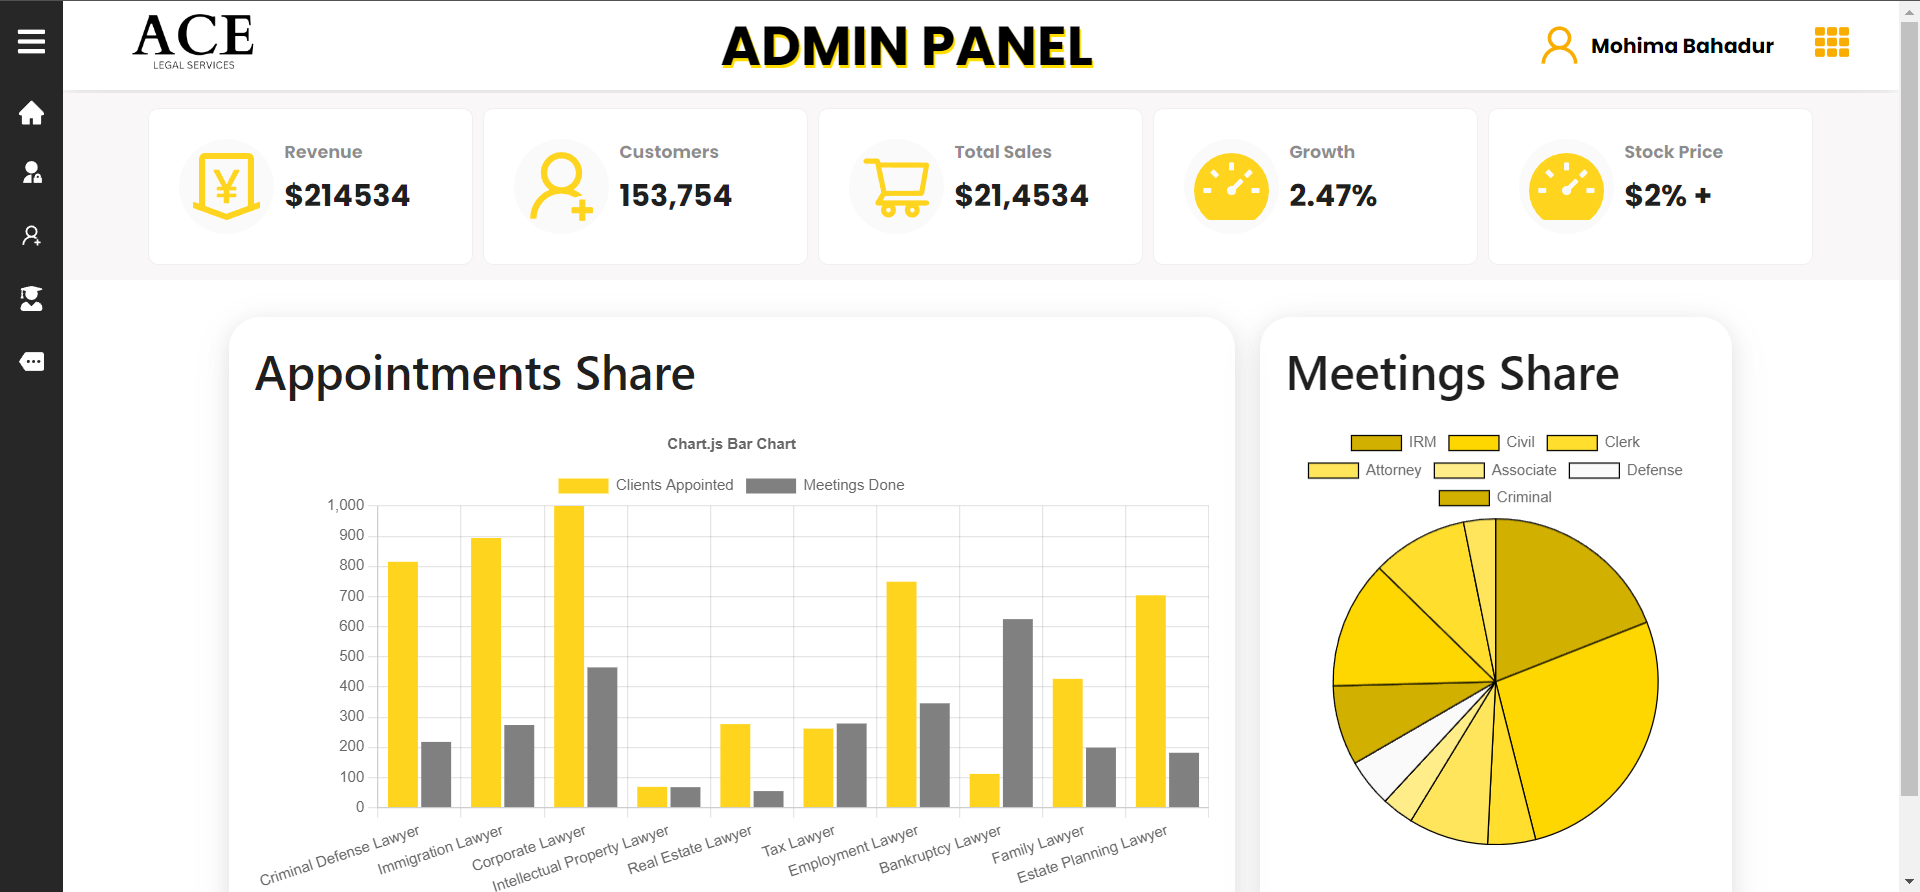 ACE
LEGAL SERVICES
ADMIN PANEL
Mohima Bahadur
Revenue
$214534
Customers
153,754
Total Sales
$21,4534
Growth
2.47%
Stock Price
$2% +
Appointments Share
Chart.js Bar Chart
Clients Appointed Meetings Done
1,000
900
800
700
600
500
400
300
200
100
0
Criminal Defense Lawyer
Immigration Lawyer
Corporate Lawyer
Intellectual Property Lawyer
Real Estate Lawyer
Tax Lawyer
Employment Lawyer
Bankruptcy Lawyer
Family Lawyer
Estate Planning Lawyer
Meetings Share
IRM Civil Clerk
Attorney Associate Defense
Criminal